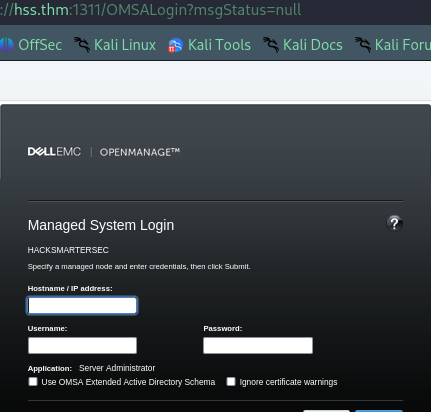 ://hss.thm:1311/OMSALogin?msgStatus=null
OffSec Kali Linux Kali Tools Kali Docs Kali Foru
DELLEMC | OPENMANAGE™
Managed System Login
?
HACKSMARTERSEC
Specify a managed node and enter credentials, then click Submit.
Hostname / IP address:
Username: Password:
Application: Server Administrator
Use OMSA Extended Active Directory Schema Ignore certificate warnings